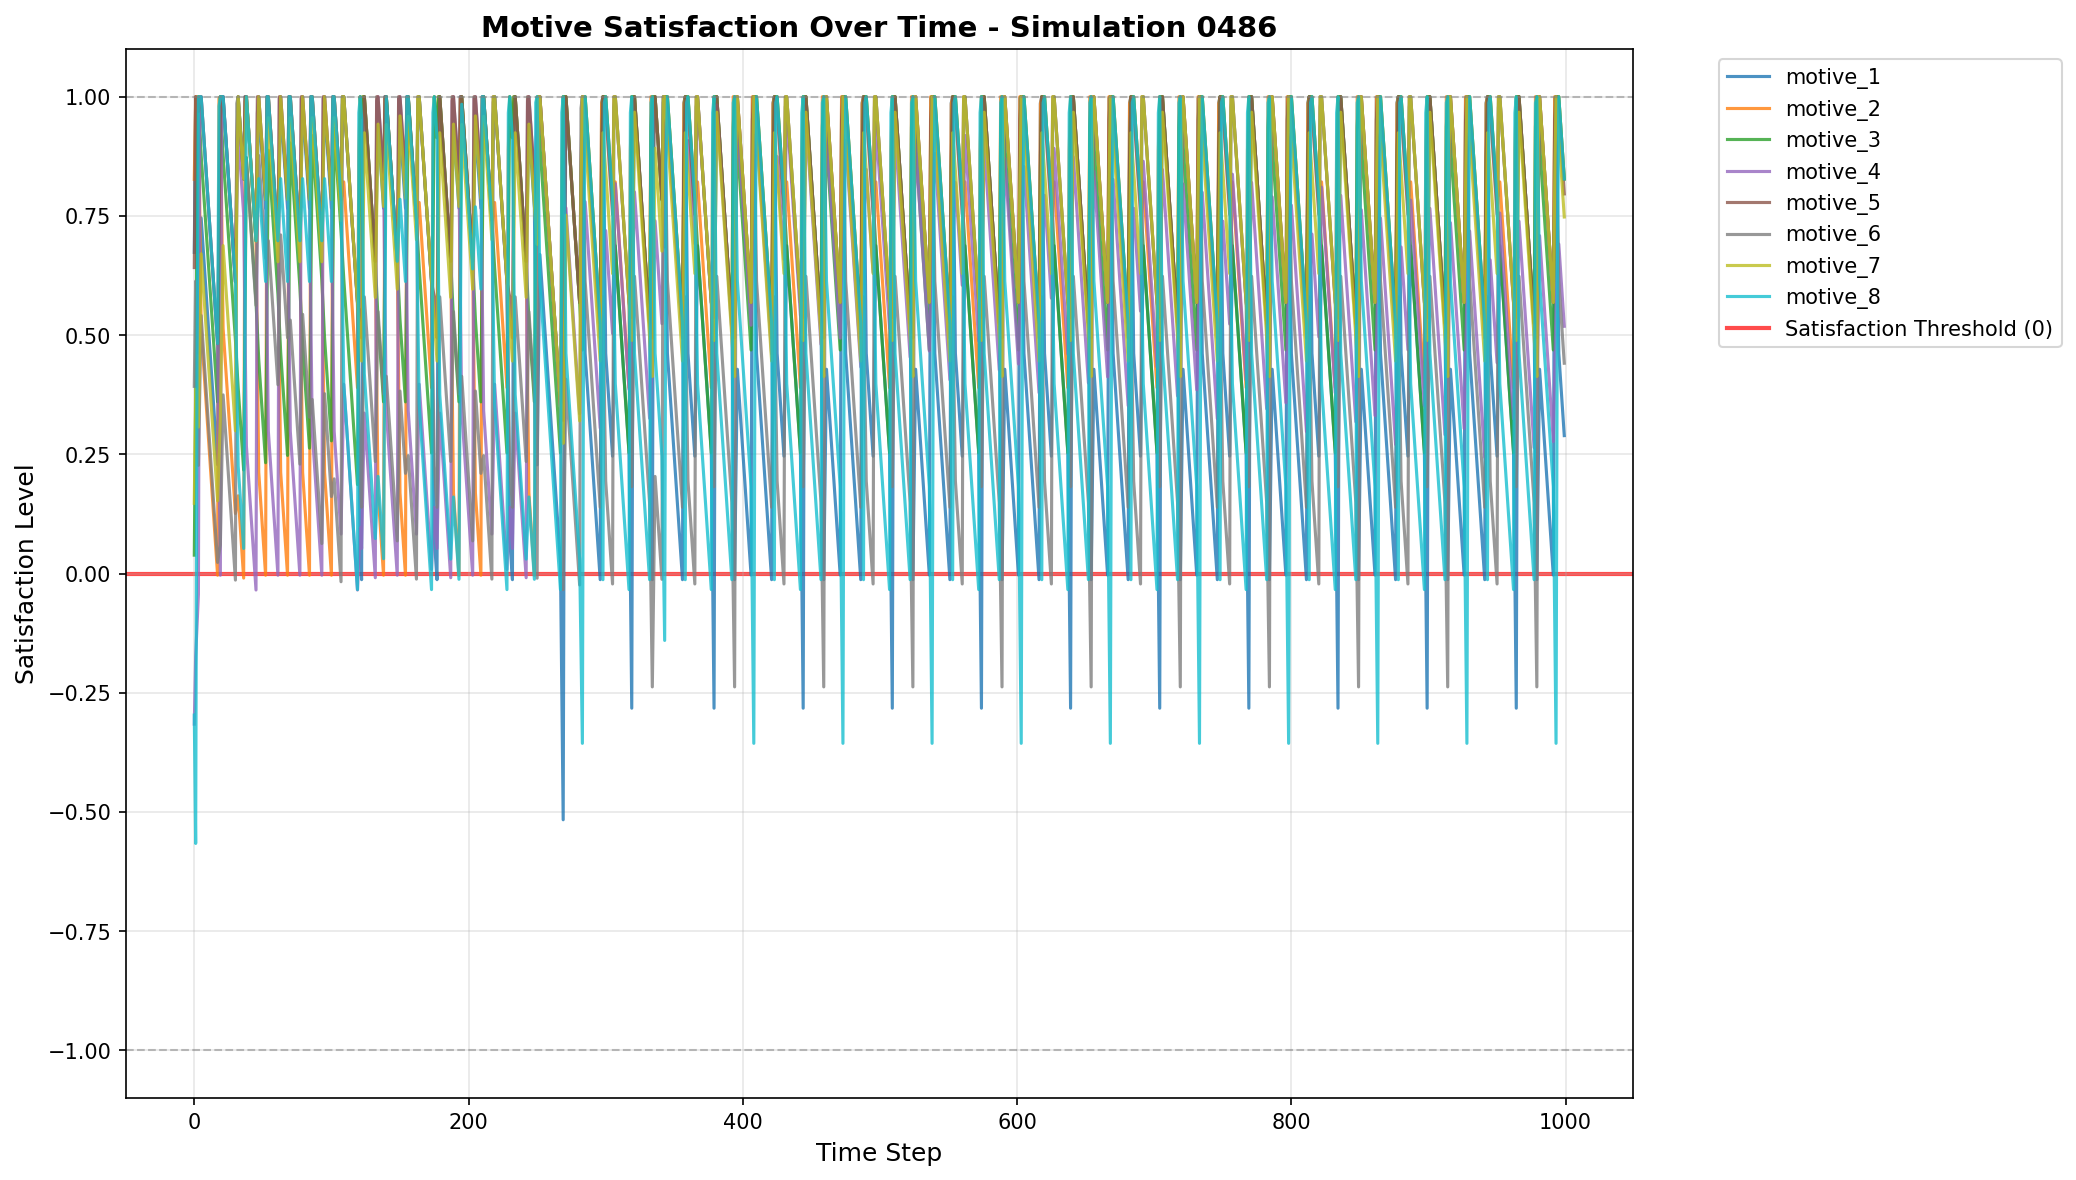 Motive Satisfaction Over Time - Simulation 0486
1.00
0.75
0.50
0.25
0.00
−0.25
−0.50
−0.75
−1.00
Satisfaction Level
0 200 400 600 800 1000
Time Step
motive_1
motive_2
motive_3
motive_4
motive_5
motive_6
motive_7
motive_8
Satisfaction Threshold (0)